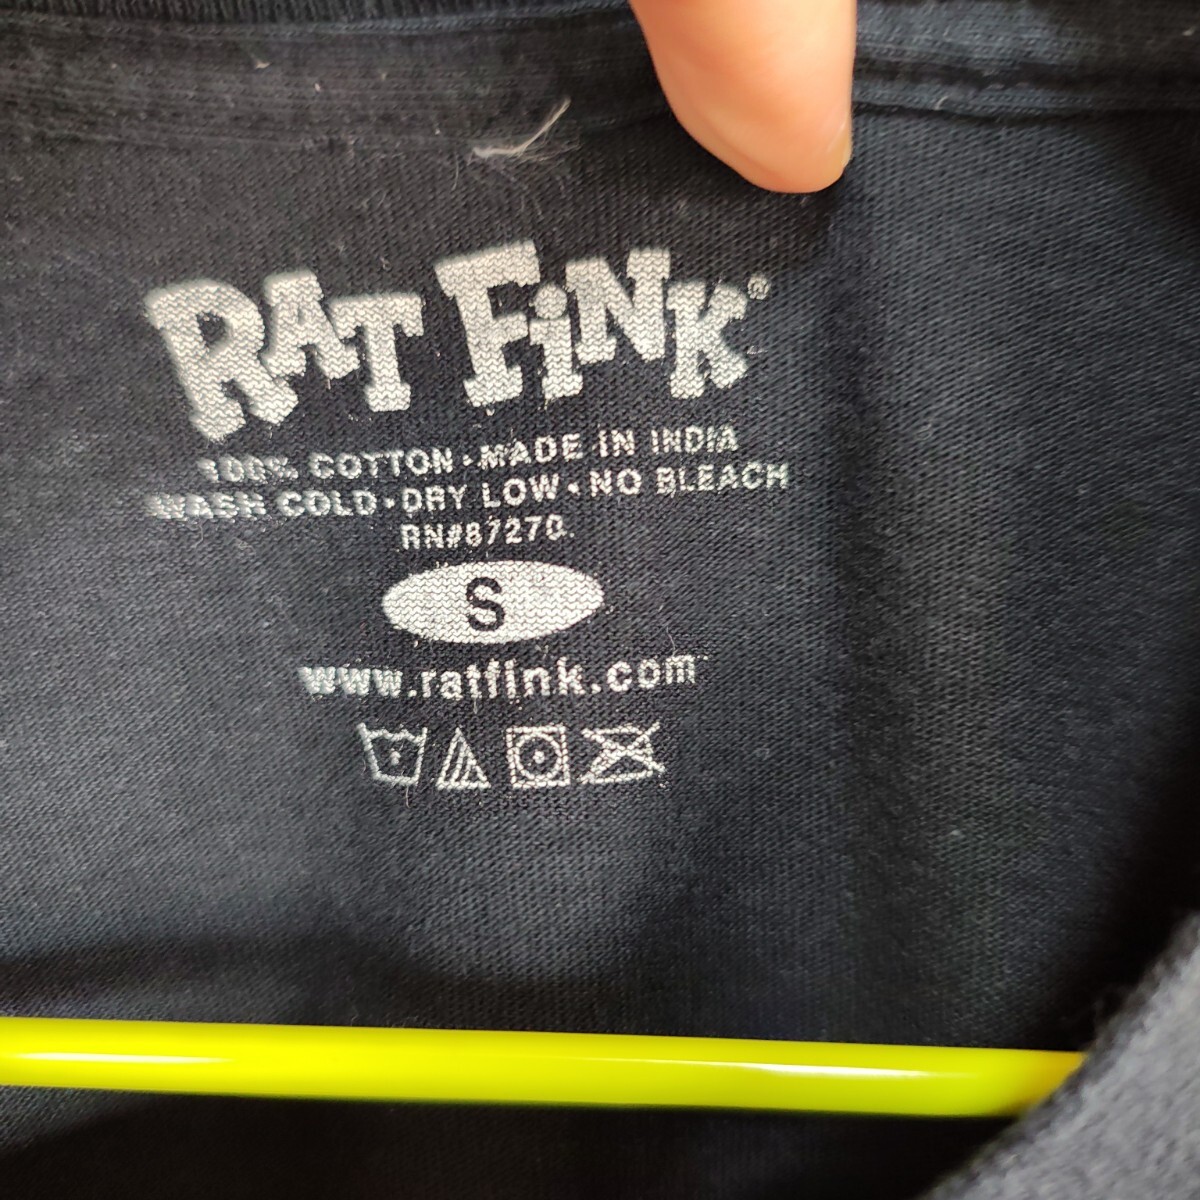 RAT FiNK®
100% COTTON • MADE IN INDIA
WASH COLD • DRY LOW • NO BLEACH
RN#87270
S
www.ratfink.com